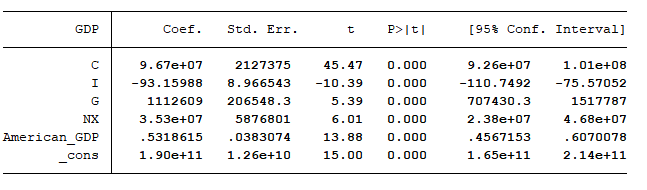 GDP Coef. Std. Err. t P>|t| [95% Conf. Interval]
C 9.67e+07 2127375 45.47 0.000 9.26e+07 1.01e+08
I -93.15988 8.966543 -10.39 0.000 -110.7492 -75.57052
G 1112609 206548.3 5.39 0.000 707430.3 1517787
NX 3.53e+07 5876801 6.01 0.000 2.38e+07 4.68e+07
American_GDP .5318615 .0383074 13.88 0.000 .4567153 .6070078
_cons 1.90e+11 1.26e+10 15.00 0.000 1.65e+11 2.14e+11